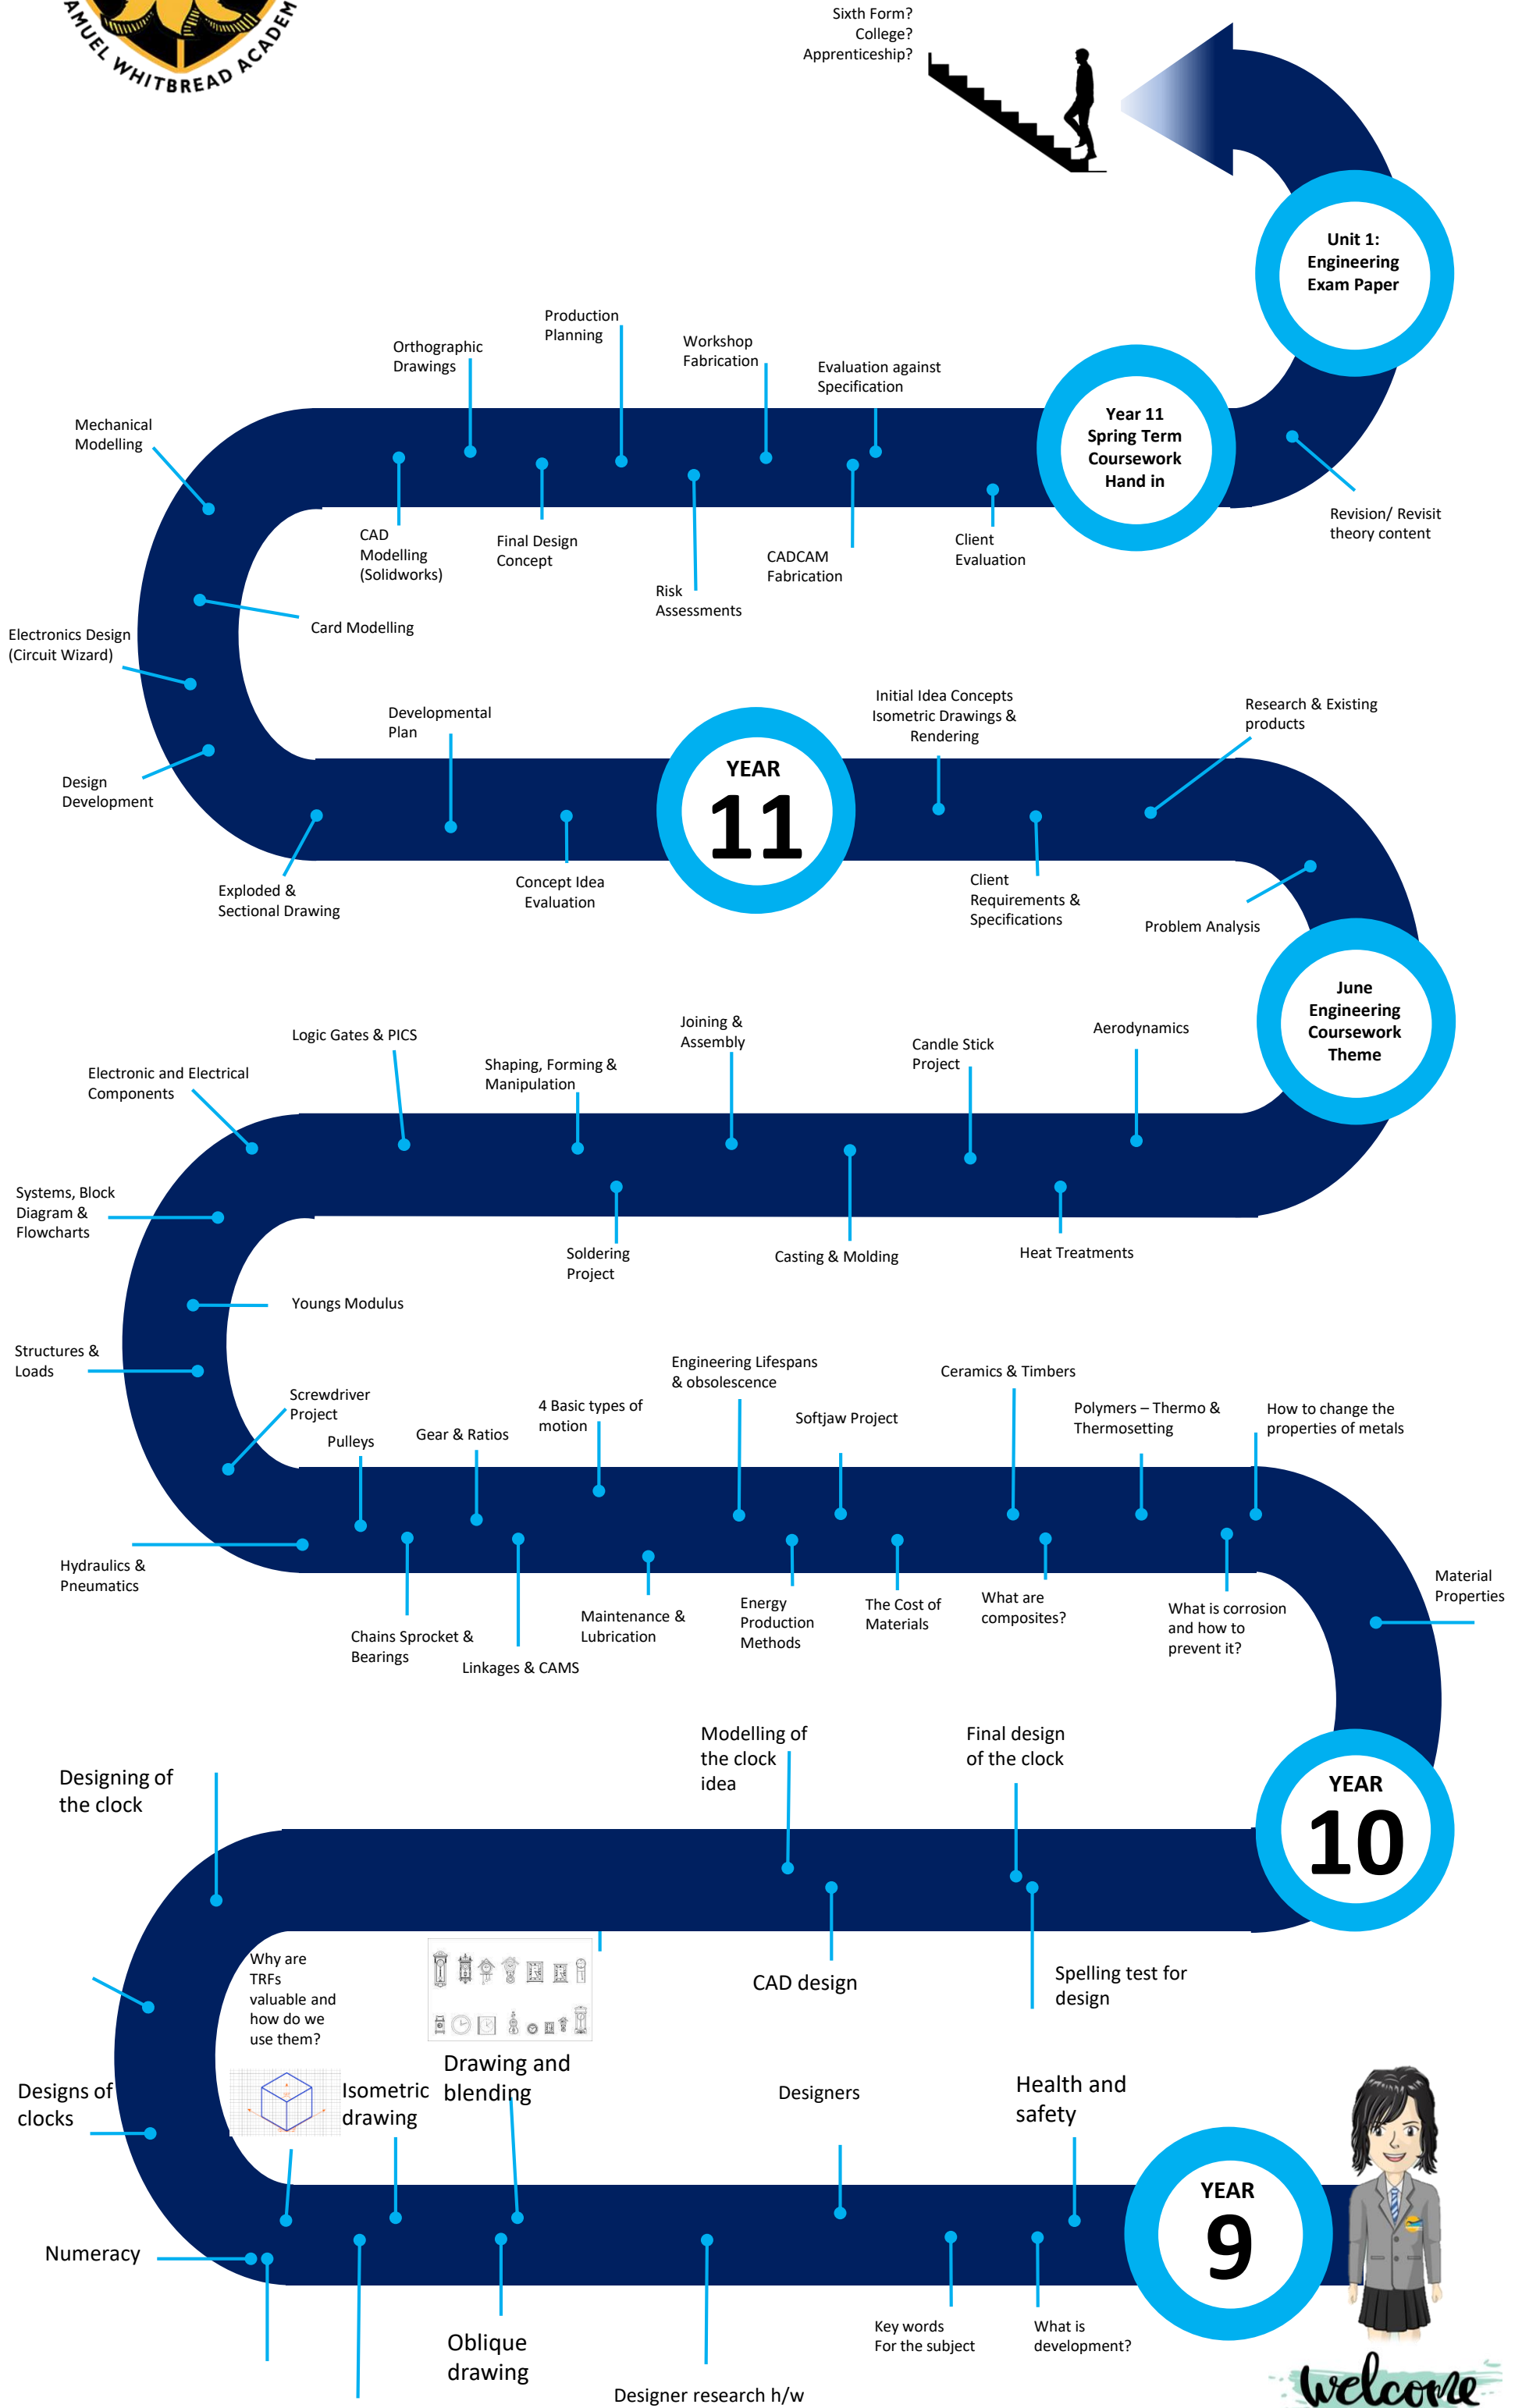 AMUEL WHITBREAD ACADEM
Sixth Form?
College?
Apprenticeship?
Unit 1:
Engineering
Exam Paper
Production
Planning
Orthographic
Drawings
Workshop
Fabrication
Evaluation against
Specification
Mechanical
Modelling
Year 11
Spring Term
Coursework
Hand in
Revision/ Revisit
theory content
CAD
Modelling
(Solidworks)
Final Design
Concept
Risk
Assessments
CADCAM
Fabrication
Client
Evaluation
Card Modelling
Electronics Design
(Circuit Wizard)
Design
Development
Developmental
Plan
YEAR
11
Initial Idea Concepts
Isometric Drawings &
Rendering
Research & Existing
products
Exploded &
Sectional Drawing
Concept Idea
Evaluation
Client
Requirements &
Specifications
Problem Analysis
June
Engineering
Coursework
Theme
Electronic and Electrical
Components
Logic Gates & PICS
Shaping, Forming &
Manipulation
Joining &
Assembly
Candle Stick
Project
Aerodynamics
Systems, Block
Diagram &
Flowcharts
Soldering
Project
Casting & Molding
Heat Treatments
Youngs Modulus
Structures &
Loads
Screwdriver
Project
Pulleys
Gear & Ratios
4 Basic types of
motion
Engineering Lifespans
& obsolescence
Softjaw Project
Ceramics & Timbers
Polymers – Thermo &
Thermosetting
How to change the
properties of metals
Hydraulics &
Pneumatics
Chains Sprocket &
Bearings
Linkages & CAMS
Maintenance &
Lubrication
Energy
Production
Methods
The Cost of
Materials
What are
composites?
What is corrosion
and how to
prevent it?
Material
Properties
YEAR
10
Designing of
the clock
Modelling of
the clock
idea
Final design
of the clock
Why are
TRFs
valuable and
how do we
use them?
CAD design
Spelling test for
design
Designs of
clocks
Isometric
drawing
Drawing and
blending
Designers
Health and
safety
YEAR
9
Numeracy
Oblique
drawing
Designer research h/w
Key words
For the subject
What is
development?
welcome